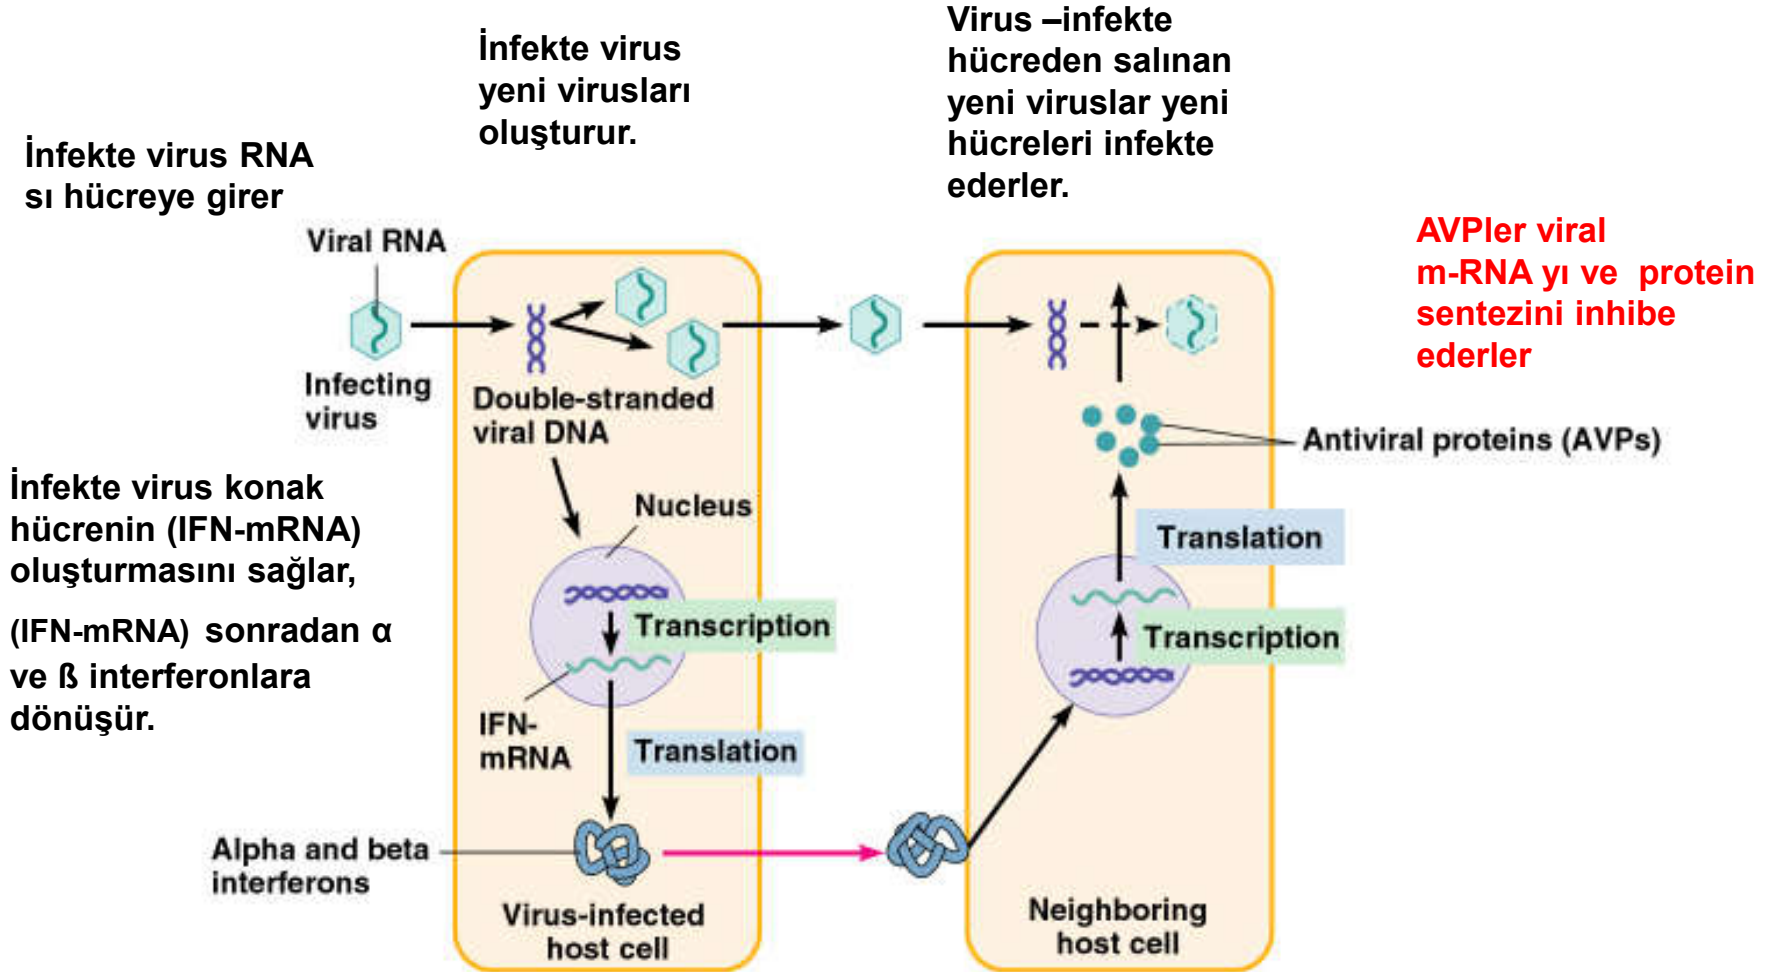 İnfekte virus RNA
sı hücreye girer
İnfekte virus
yeni virusları
oluşturur.
Virus –infekte
hücreden salınan
yeni viruslar yeni
hücreleri infekte
ederler.
AVPler viral
m-RNA yı ve protein
sentezini inhibe
ederler
Viral RNA
Infecting
virus
Double-stranded
viral DNA
Antiviral proteins (AVPs)
İnfekte virus konak
hücrenin (IFN-mRNA)
oluşturmasını sağlar,
(IFN-mRNA) sonradan α
ve ß interferonlara
dönüşür.
Nucleus
Transcription
IFN-
mRNA
Translation
Translation
Transcription
Alpha and beta
interferons
Virus-infected
host cell
Neighboring
host cell